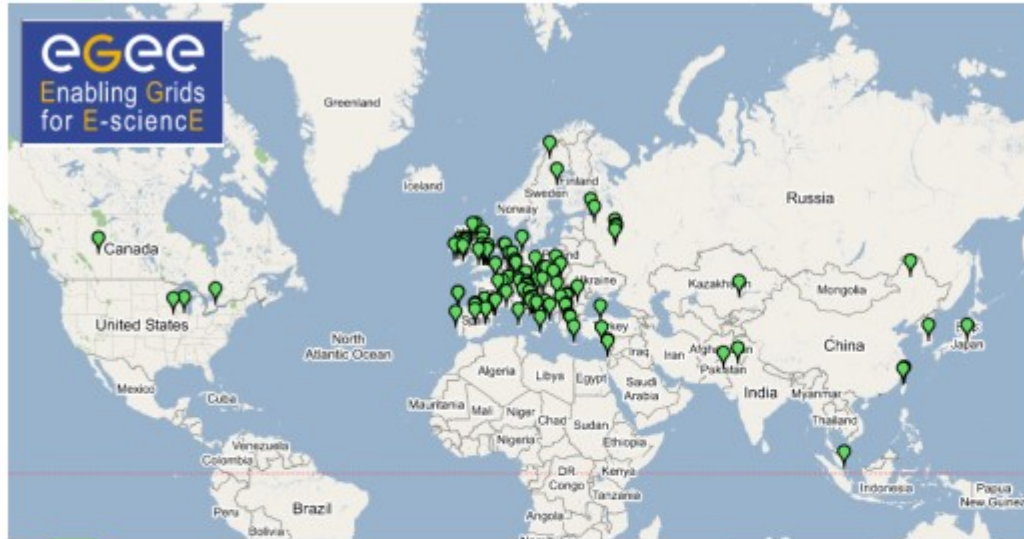 eGee
Enabling Grids
for E-sciencE
Greenland
Iceland
Finland
Sweden
Norway
Russia
Canada
Ukraine
Kazakhstan
Mongolia
United States
North
Atlantic Ocean
Japan
China
Iraq
Iran
Pakistan
Algeria
Libya
Egypt
Saudi
Arabia
India
Myanmar
Mexico
Cuba
Mauritania
Mali
Niger
Chad
Sudan
Thailand
Nigeria
Ethiopia
Venezuela
Colombia
DR
Congo
Kenya
Indonesia
Tanzania
Papua
New Guinea
Peru
Brazil
Angola
Bolivia